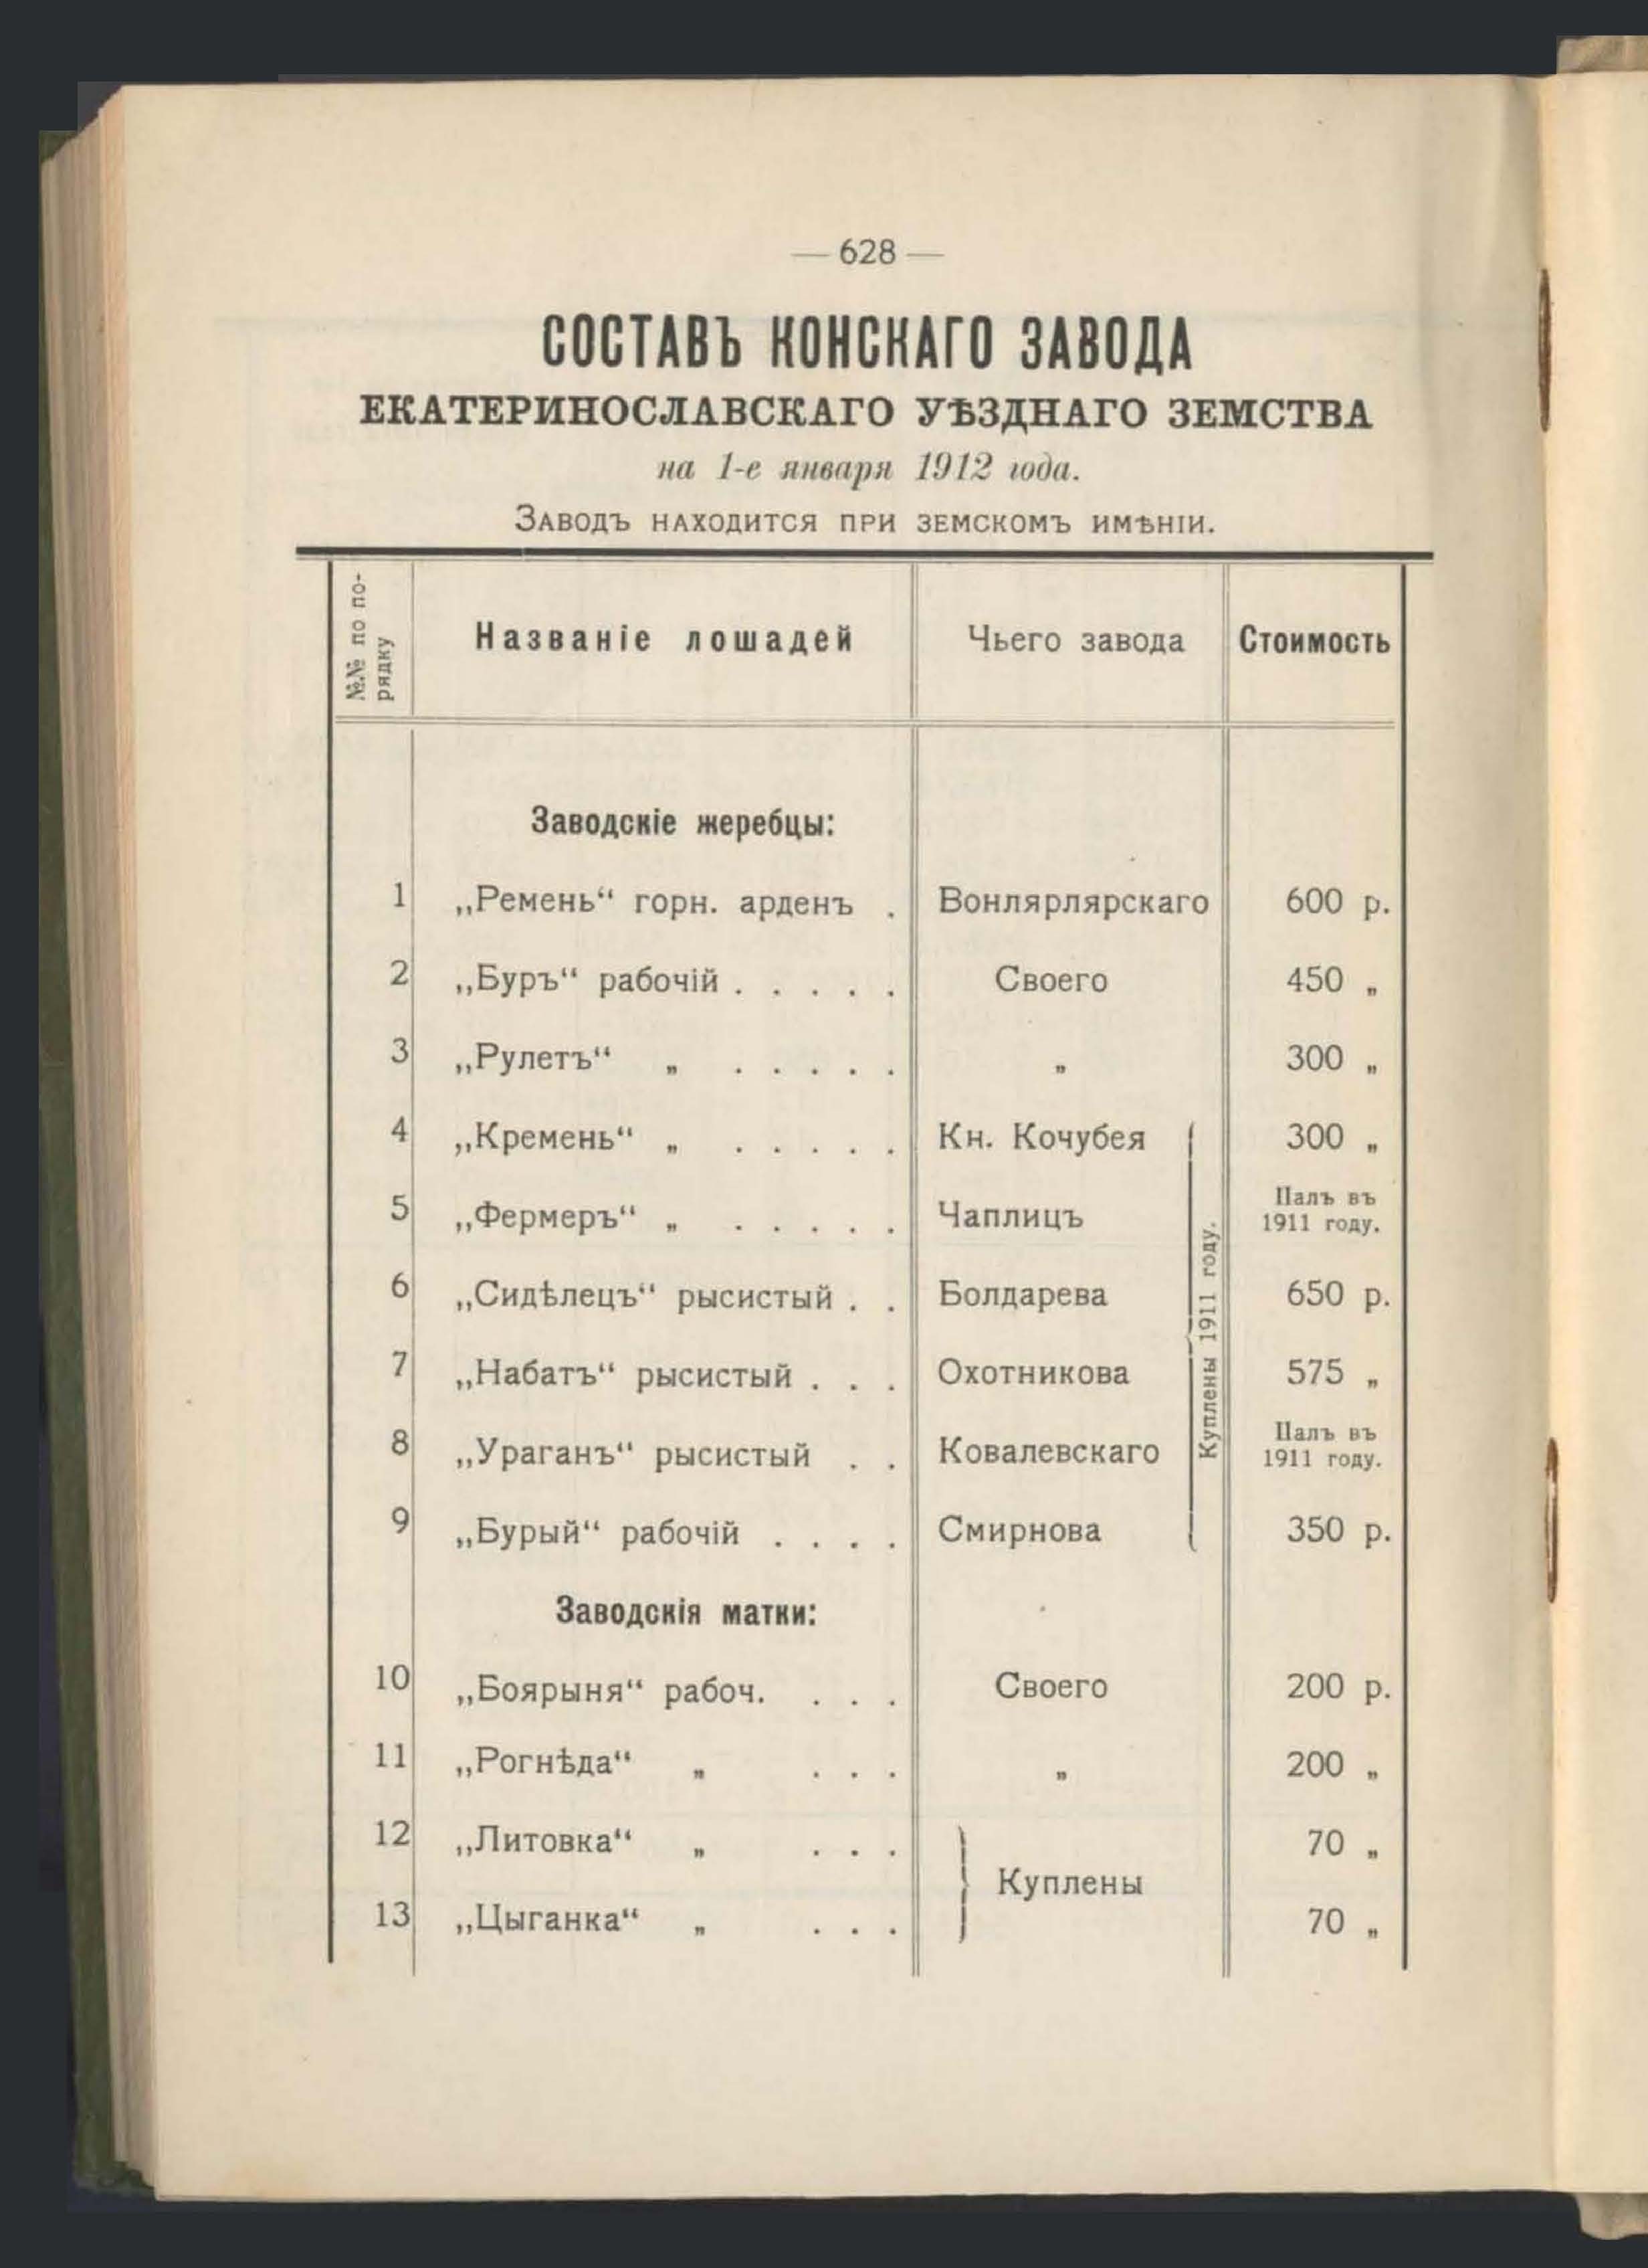 — 628 —
СОСТАВЪ КОНСКАГО ЗАВОДА
ЕКАТЕРИНОСЛАВСКАГО УѢЗДНАГО ЗЕМСТВА
на 1-е января 1912 года.
Заводъ находится при земскомъ имѣніи.
№№ по по-
рядку
Названіе лошадей
Чьего завода
Стоимость
Заводскіе жеребцы:
1 „Ремень“ горн. арденъ . Вонлярлярскаго 600 р.
2 „Буръ“ рабочій . . . . . Своего 450 „
3 „Рулетъ“ „ . . . . . „ 300 „
4 „Кремень“ „ . . . . . Кн. Кочубея 300 „
5 „Фермеръ“ „ . . . . . Чаплицъ Палъ въ
1911 году.
6 „Сидѣлецъ“ рысистый . . Болдарева 650 р.
7 „Набатъ“ рысистый . . . Охотникова 575 „
8 „Ураганъ“ рысистый . . Ковалевскаго Палъ въ
1911 году.
9 „Бурый“ рабочій . . . . Смирнова 350 р.
Куплены 1911 году.
Заводскія матки:
10 „Боярыня“ рабоч. . . . Своего 200 р.
11 „Рогнѣда“ „ . . . „ 200 „
12 „Литовка“ „ . . . 70 „
Куплены
13 „Цыганка“ „ . . . 70 „